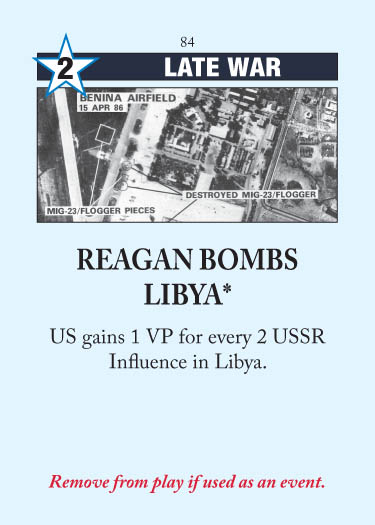 84
2
LATE WAR
BENINA AIRFIELD
15 APR 86
DESTROYED MIG-23/FLOGGER
MIG-23/FLOGGER PIECES
REAGAN BOMBS
LIBYA*
US gains 1 VP for every 2 USSR
Influence in Libya.
Remove from play if used as an event.